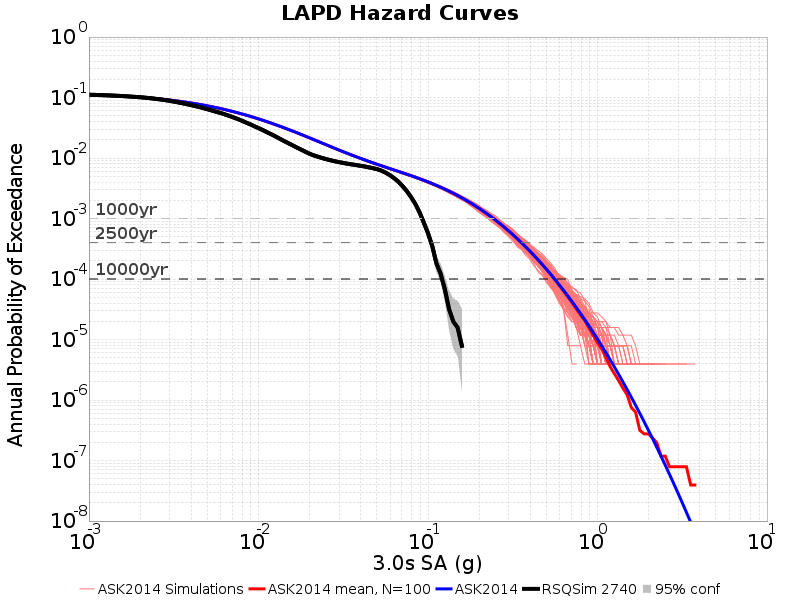 LAPD Hazard Curves
Annual Probability of Exceedance
10^0
10^-1
10^-2
10^-3
10^-4
10^-5
10^-6
10^-7
10^-8
1000yr
2500yr
10000yr
10^-3 10^-2 10^-1 10^0 10^1
3.0s SA (g)
ASK2014 Simulations ASK2014 mean, N=100 ASK2014 RSQSim 2740 95% conf